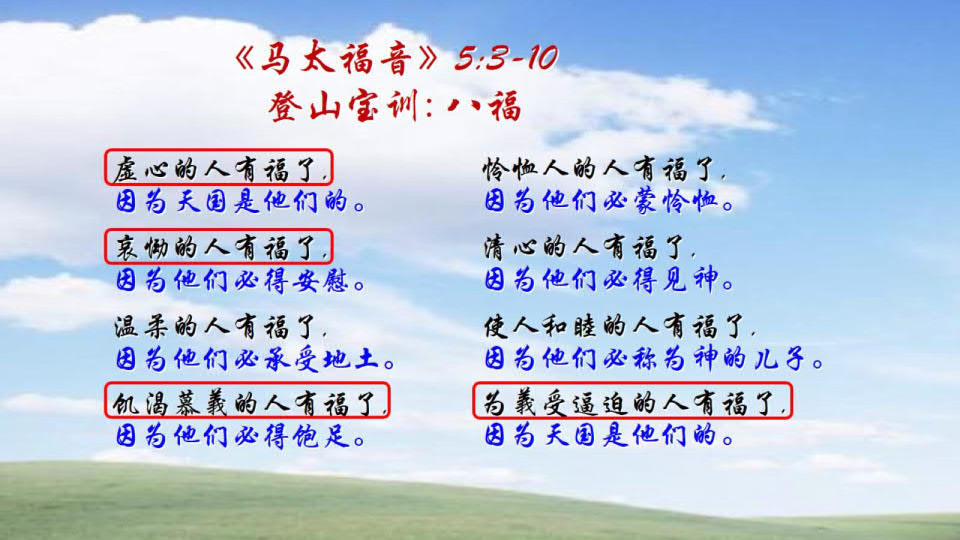 《马太福音》5:3-10
登山宝训:八福
虚心的人有福了,
因为天国是他们的。
哀恸的人有福了,
因为他们必得安慰。
温柔的人有福了,
因为他们必承受地土。
饥渴慕義的人有福了,
因为他们必得饱足。
怜恤人的人有福了,
因为他们必蒙怜恤。
清心的人有福了,
因为他们必得见神。
使人和睦的人有福了,
因为他们必称为神的儿子。
为義受逼迫的人有福了,
因为天国是他们的。